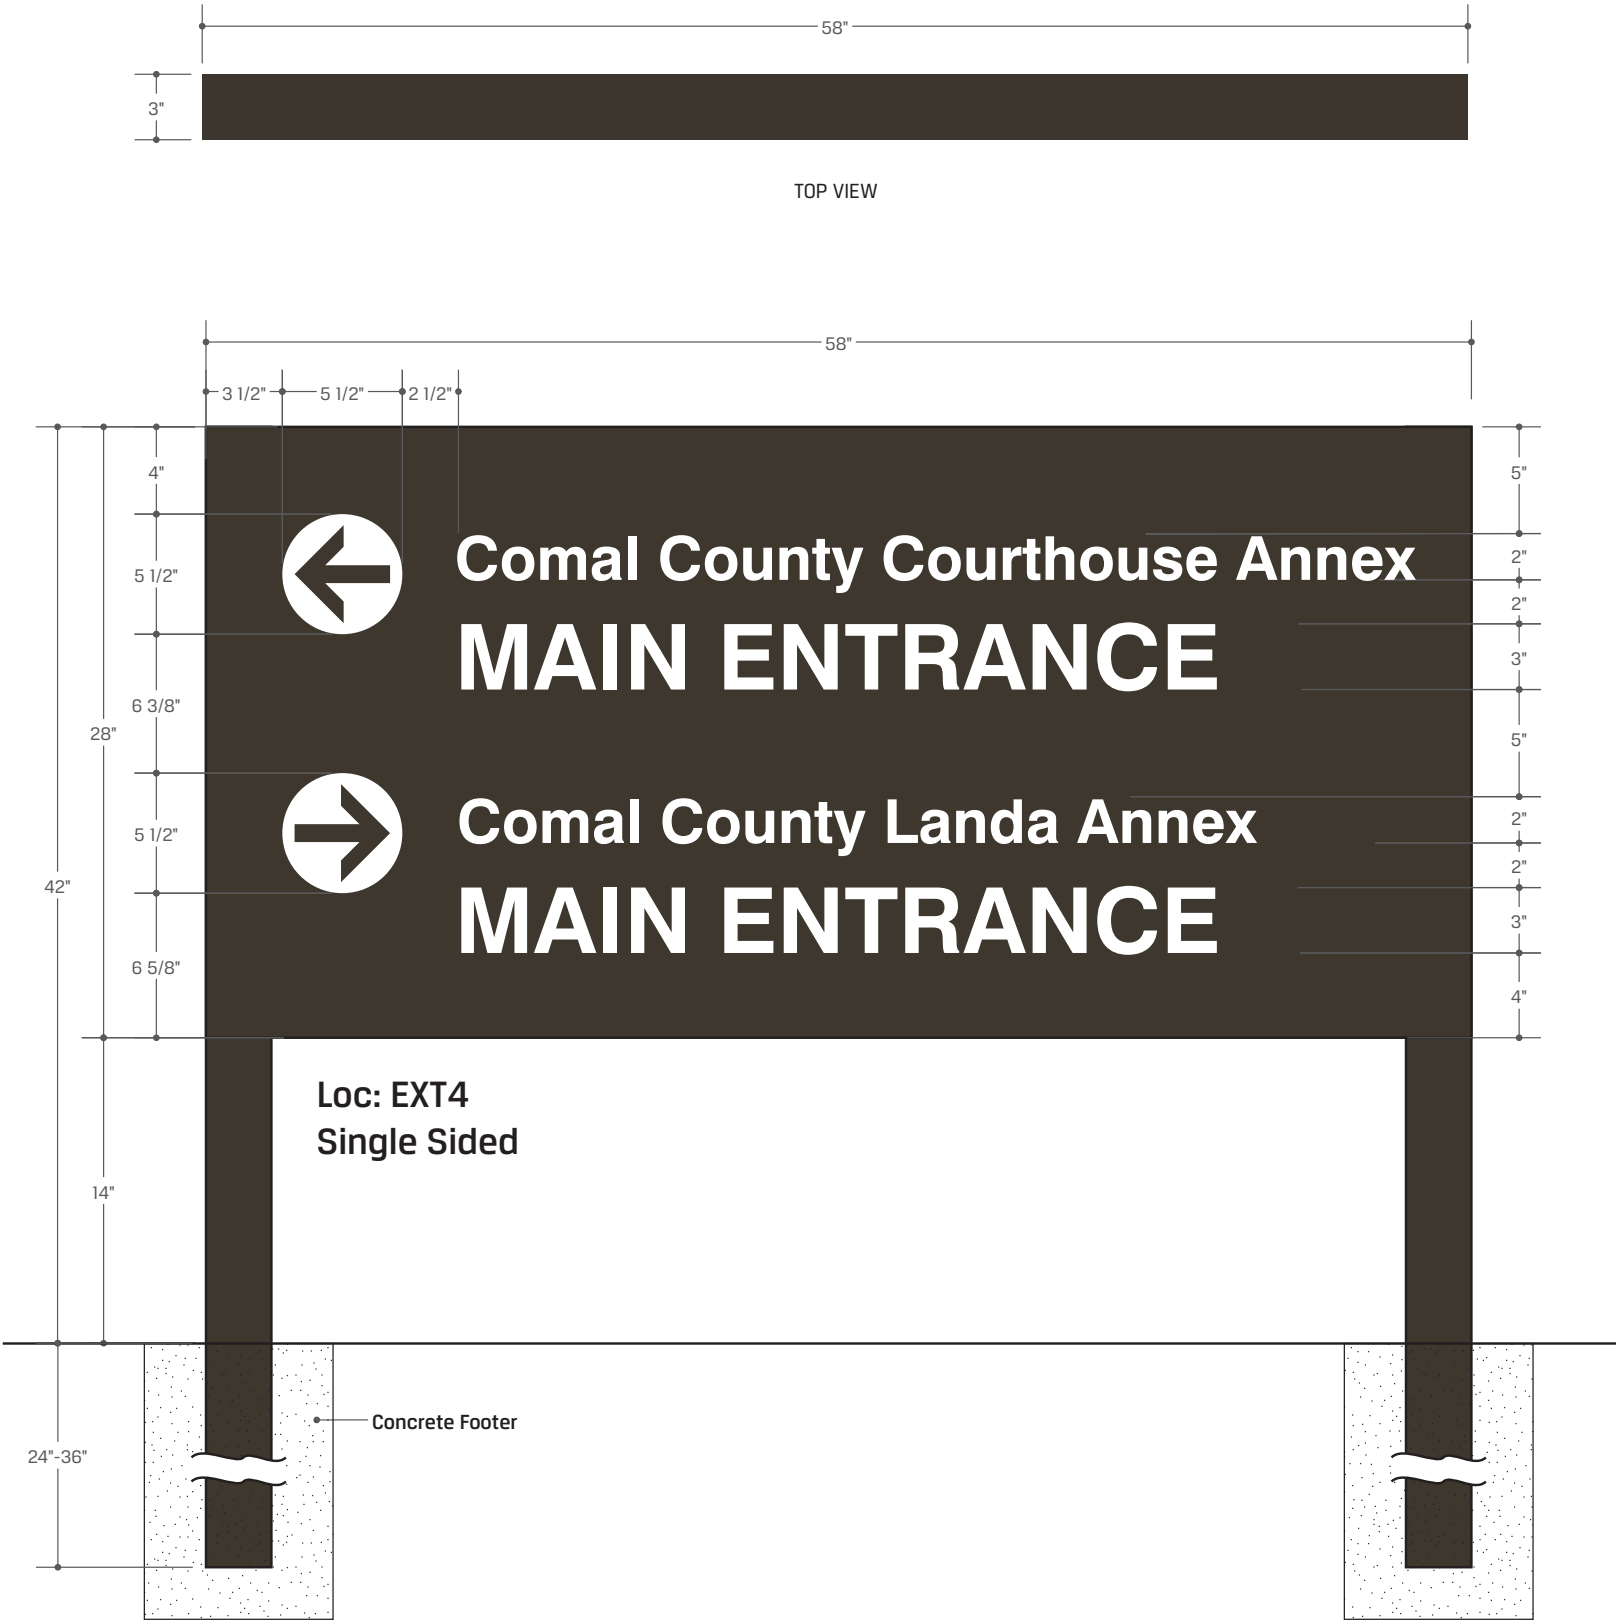 58"
3"
TOP VIEW
58"
3 1/2" 5 1/2" 2 1/2"
4"
5"
5 1/2"
Comal County Courthouse Annex
2"
2"
MAIN ENTRANCE
3"
6 3/8"
28"
5"
5 1/2"
Comal County Landa Annex
2"
2"
42"
MAIN ENTRANCE
3"
6 5/8"
4"
Loc: EXT4
Single Sided
14"
Concrete Footer
24"-36"